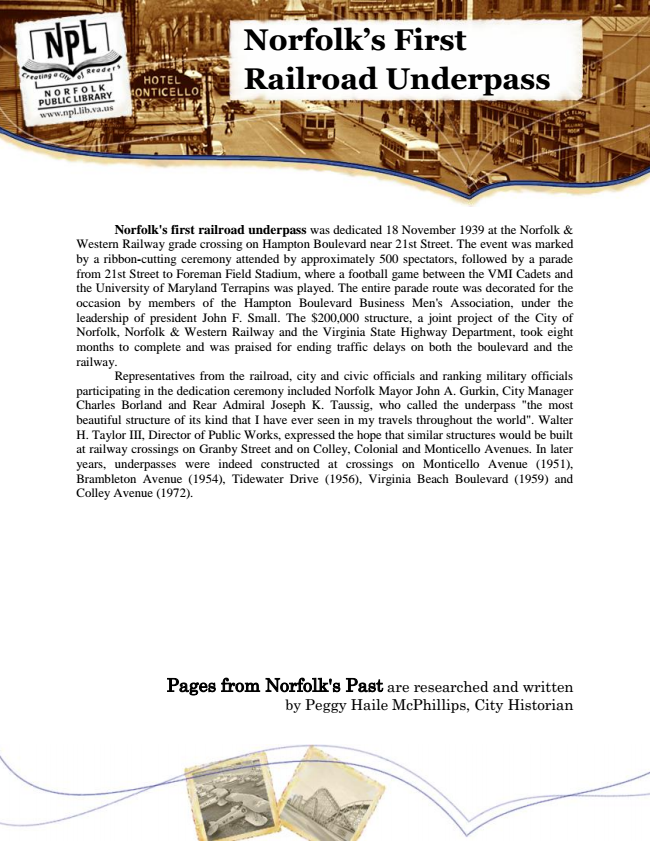 NPL
Creating a City of Readers
NORFOLK
PUBLIC LIBRARY
www.npl.lib.va.us
HOTEL
MONTICELLO
THE MONTICELLO
Norfolk's First
Railroad Underpass
Norfolk's first railroad underpass was dedicated 18 November 1939 at the Norfolk &
Western Railway grade crossing on Hampton Boulevard near 21st Street. The event was marked
by a ribbon-cutting ceremony attended by approximately 500 spectators, followed by a parade
from 21st Street to Foreman Field Stadium, where a football game between the VMI Cadets and
the University of Maryland Terrapins was played. The entire parade route was decorated for the
occasion by members of the Hampton Boulevard Business Men's Association, under the
leadership of president John F. Small. The $200,000 structure, a joint project of the City of
Norfolk, Norfolk & Western Railway and the Virginia State Highway Department, took eight
months to complete and was praised for ending traffic delays on both the boulevard and the
railway.
Representatives from the railroad, city and civic officials and ranking military officials
participating in the dedication ceremony included Norfolk Mayor John A. Gurkin, City Manager
Charles Borland and Rear Admiral Joseph K. Taussig, who called the underpass "the most
beautiful structure of its kind that I have ever seen in my travels throughout the world". Walter
H. Taylor III, Director of Public Works, expressed the hope that similar structures would be built
at railway crossings on Granby Street and on Colley, Colonial and Monticello Avenues. In later
years, underpasses were indeed constructed at crossings on Monticello Avenue (1951),
Brambleton Avenue (1954), Tidewater Drive (1956), Virginia Beach Boulevard (1959) and
Colley Avenue (1972).
Pages from Norfolk's Past are researched and written
by Peggy Haile McPhillips, City Historian